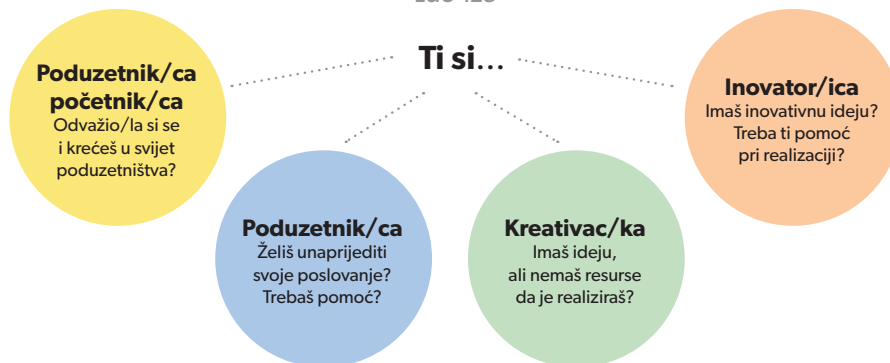 Ti si...
Poduzetnik/ca
početnik/ca
Odvažio/la si se
i krećeš u svijet
poduzetništva?
Poduzetnik/ca
Želiš unaprijediti
svoje poslovanje?
Trebaš pomoć?
Kreativac/ka
Imaš ideju,
ali nemaš resurse
da je realiziraš?
Inovator/ica
Imaš inovativnu ideju?
Treba ti pomoć
pri realizaciji?